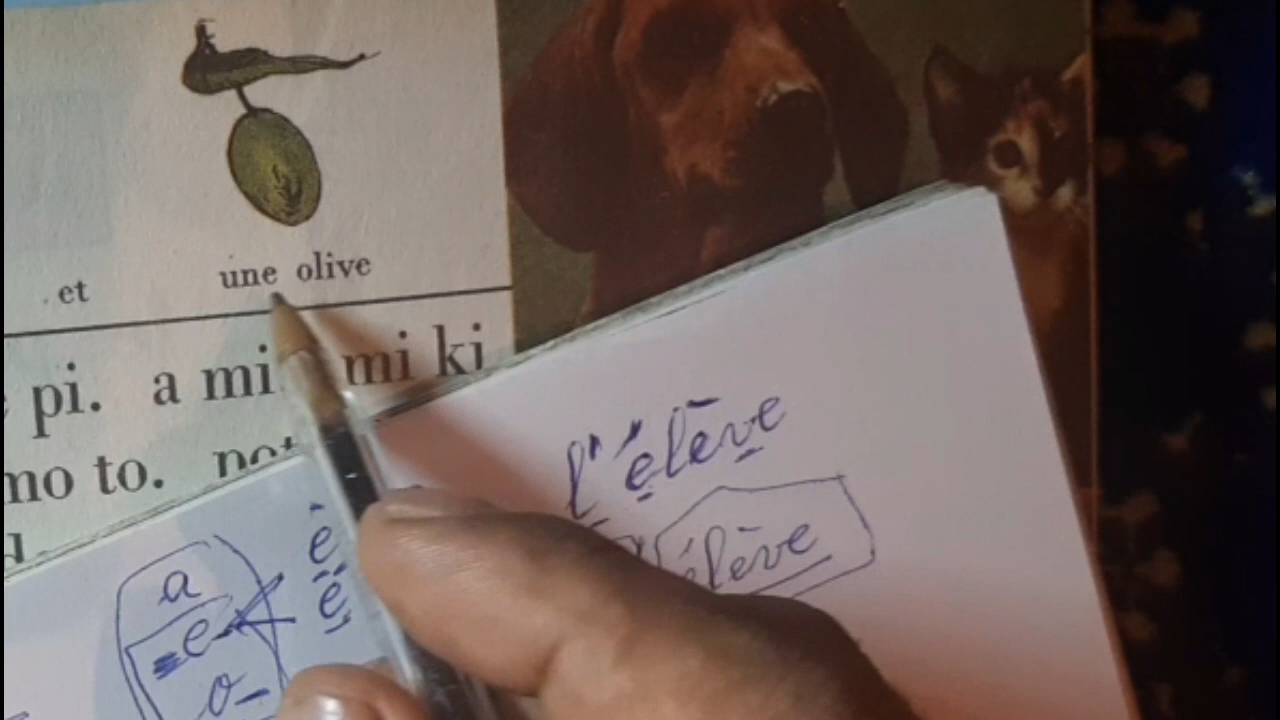 et une olive
pi. a mi mi ki
mo to.
l'élève
élève
a
e
o
è
ë